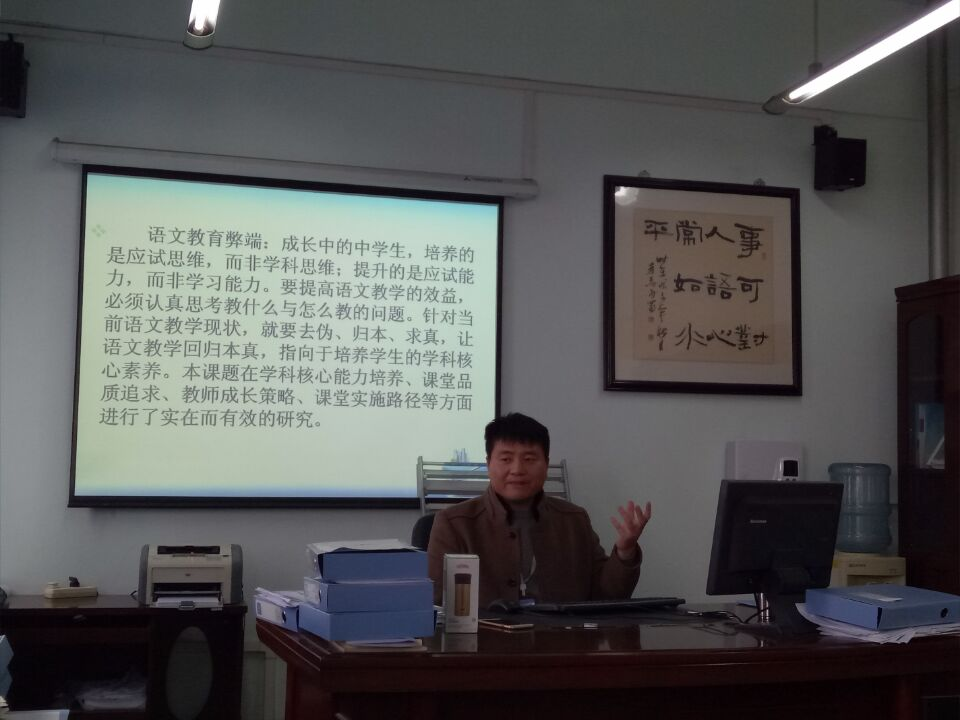 语文教育弊端：成长中的中学生，培养的
是应试思维，而非学科思维；提升的是应试能
力，而非学习能力。要提高语文教学的效益，
必须认真思考教什么与怎么教的问题。针对当
前语文教学现状，就要去伪、归本、求真，让
语文教学回归本真，指向于培养学生的学科核
心素养。本课题在学科核心能力培养、课堂品
质追求、教师成长策略、课堂实施路径等方面
进行了实在而有效的研究。
事可對
人語心
常如水
平
lenovo